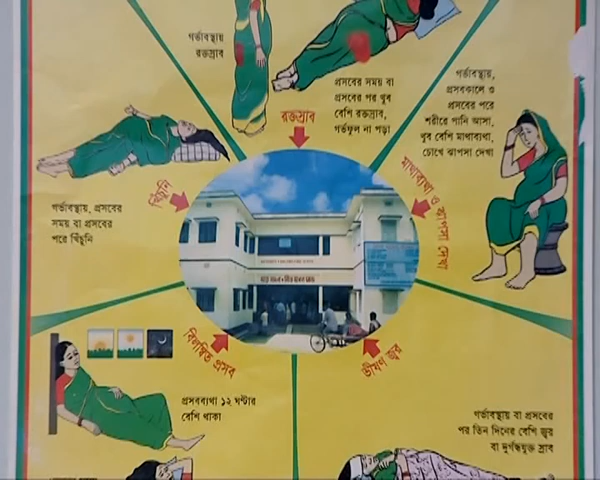 গর্ভাবস্থায়
রক্তস্রাব
প্রসবের সময় বা
প্রসবের পর খুব
বেশি রক্তস্রাব,
গর্ভফুল না পড়া
রক্তস্রাব
গর্ভাবস্থায়,
প্রসবকালে ও
প্রসবের পরে
শরীরে পানি আসা,
খুব বেশি মাথাব্যথা,
চোখে ঝাপসা দেখা
মাথাব্যথা ও ঝাপসা দেখা
খিঁচুনি
গর্ভাবস্থায়, প্রসবের
সময় বা প্রসবের
পরে খিঁচুনি
বিলম্বিত প্রসব
ভীষণ জ্বর
প্রসবব্যথা ১২ ঘন্টার
বেশি থাকা
গর্ভাবস্থায় বা প্রসবের
পর তিন দিনের বেশি জ্বর
বা দুর্গন্ধযুক্ত স্রাব